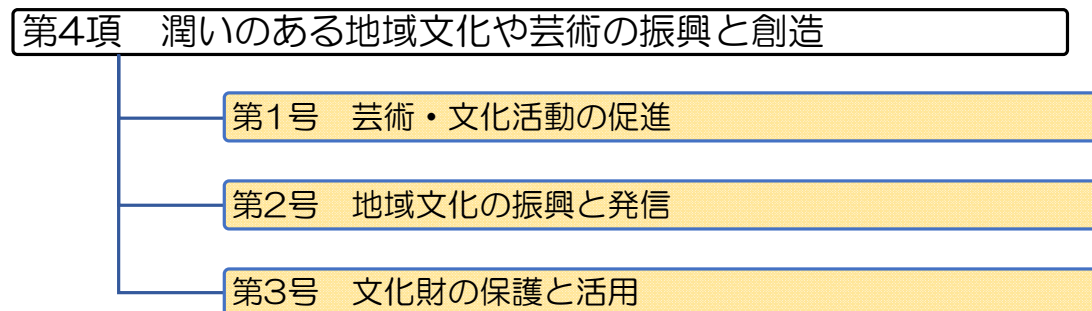 第4項　潤いのある地域文化や芸術の振興と創造
第1号　芸術・文化活動の促進
第2号　地域文化の振興と発信
第3号　文化財の保護と活用